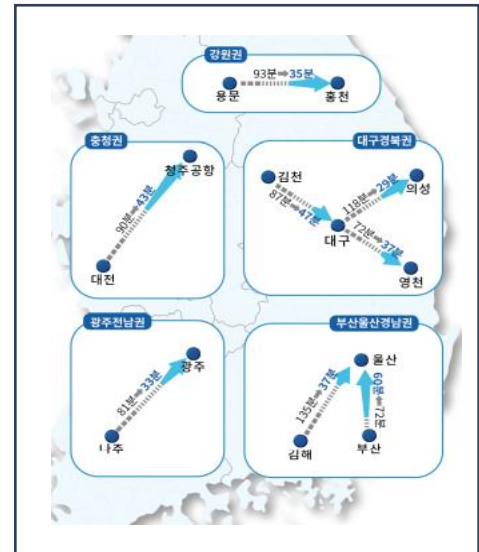 강원권
93분⇨35분
용문
홍천
충청권
청주공항
90분⇨43분
대전
대구경북권
김천
87분⇨47분
대구
118분⇨29분
의성
72분⇨37분
영천
광주전남권
광주
81분⇨33분
나주
부산울산경남권
울산
135분⇨37분
김해
72분⇨60분
부산